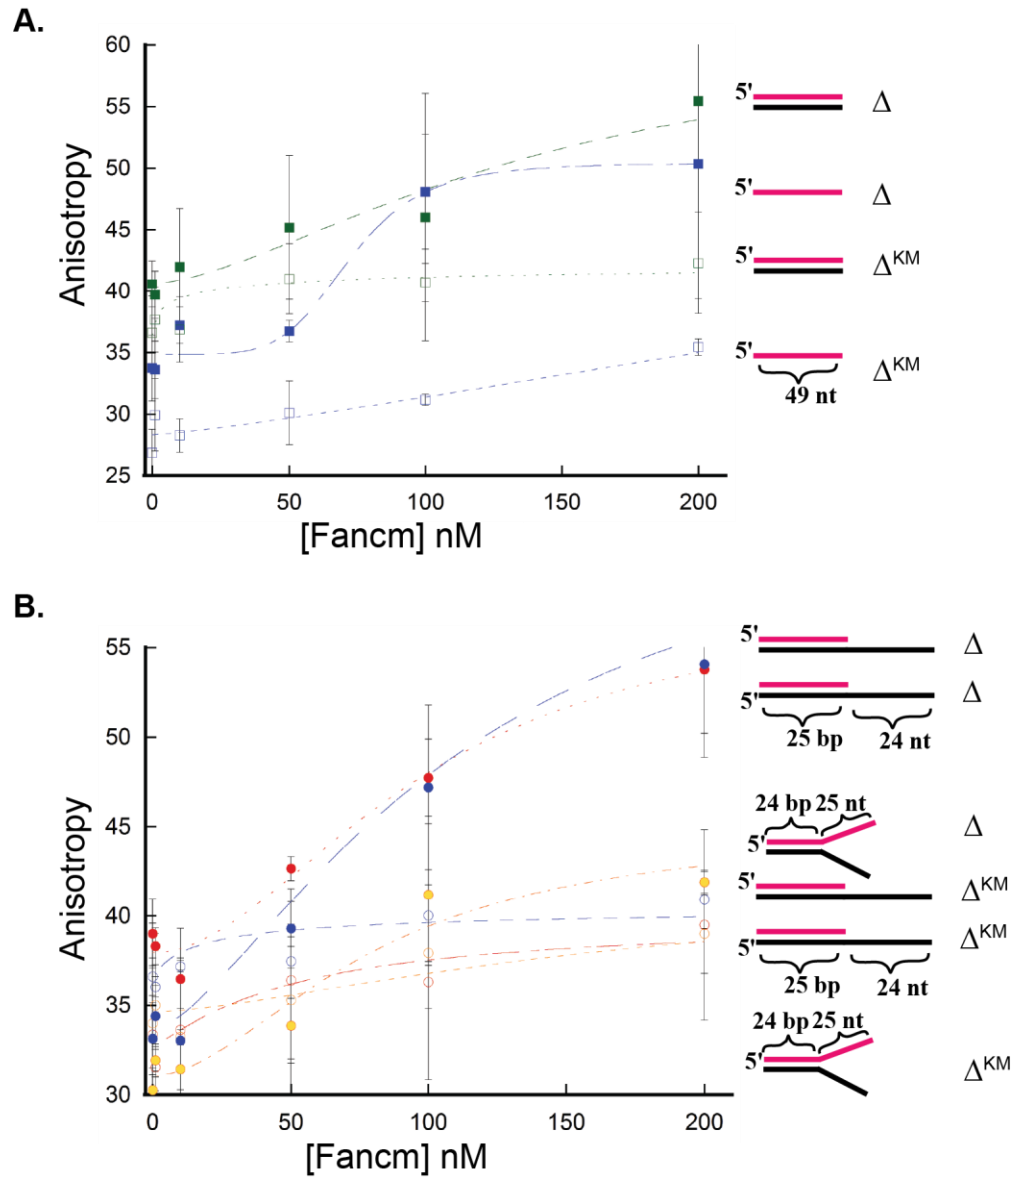 A.
60
55
50
45
40
35
30
25
Anisotropy
0
50
100
150
200
[Fancm] nM
5' Δ
5' Δ
5' ΔKM
5' ΔKM
49 nt
B.
55
50
45
40
35
30
Anisotropy
0
50
100
150
200
[Fancm] nM
5' Δ
5' Δ
25 bp 24 nt
24 bp 25 nt
5' Δ
5' ΔKM
5' ΔKM
25 bp 24 nt
24 bp 25 nt
5' ΔKM